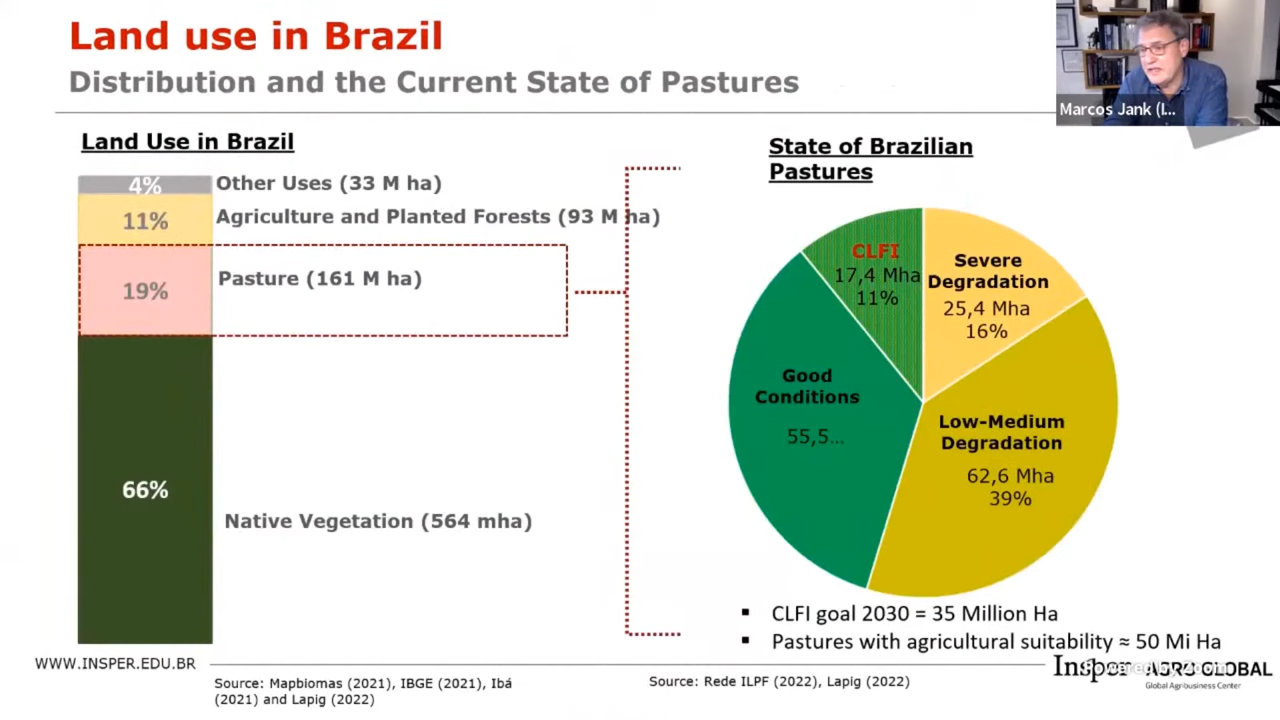 Land use in Brazil
Distribution and the Current State of Pastures
Marcos Jank (I...
Land Use in Brazil
4%
Other Uses (33 M ha)
11%
Agriculture and Planted Forests (93 M ha)
19%
Pasture (161 M ha)
66%
Native Vegetation (564 mha)
State of Brazilian
Pastures
CLFI
17,4 Mha
11%
Severe
Degradation
25,4 Mha
16%
Good
Conditions
55,5...
Low-Medium
Degradation
62,6 Mha
39%
▪ CLFI goal 2030 = 35 Million Ha
▪ Pastures with agricultural suitability ≈ 50 Mi Ha
WWW.INSPER.EDU.BR
Source: Mapbiomas (2021), IBGE (2021), Ibá
(2021) and Lapig (2022)
Source: Rede ILPF (2022), Lapig (2022)
Insper AGRO GLOBAL
Powered by Zoom
Global Agribusiness Center